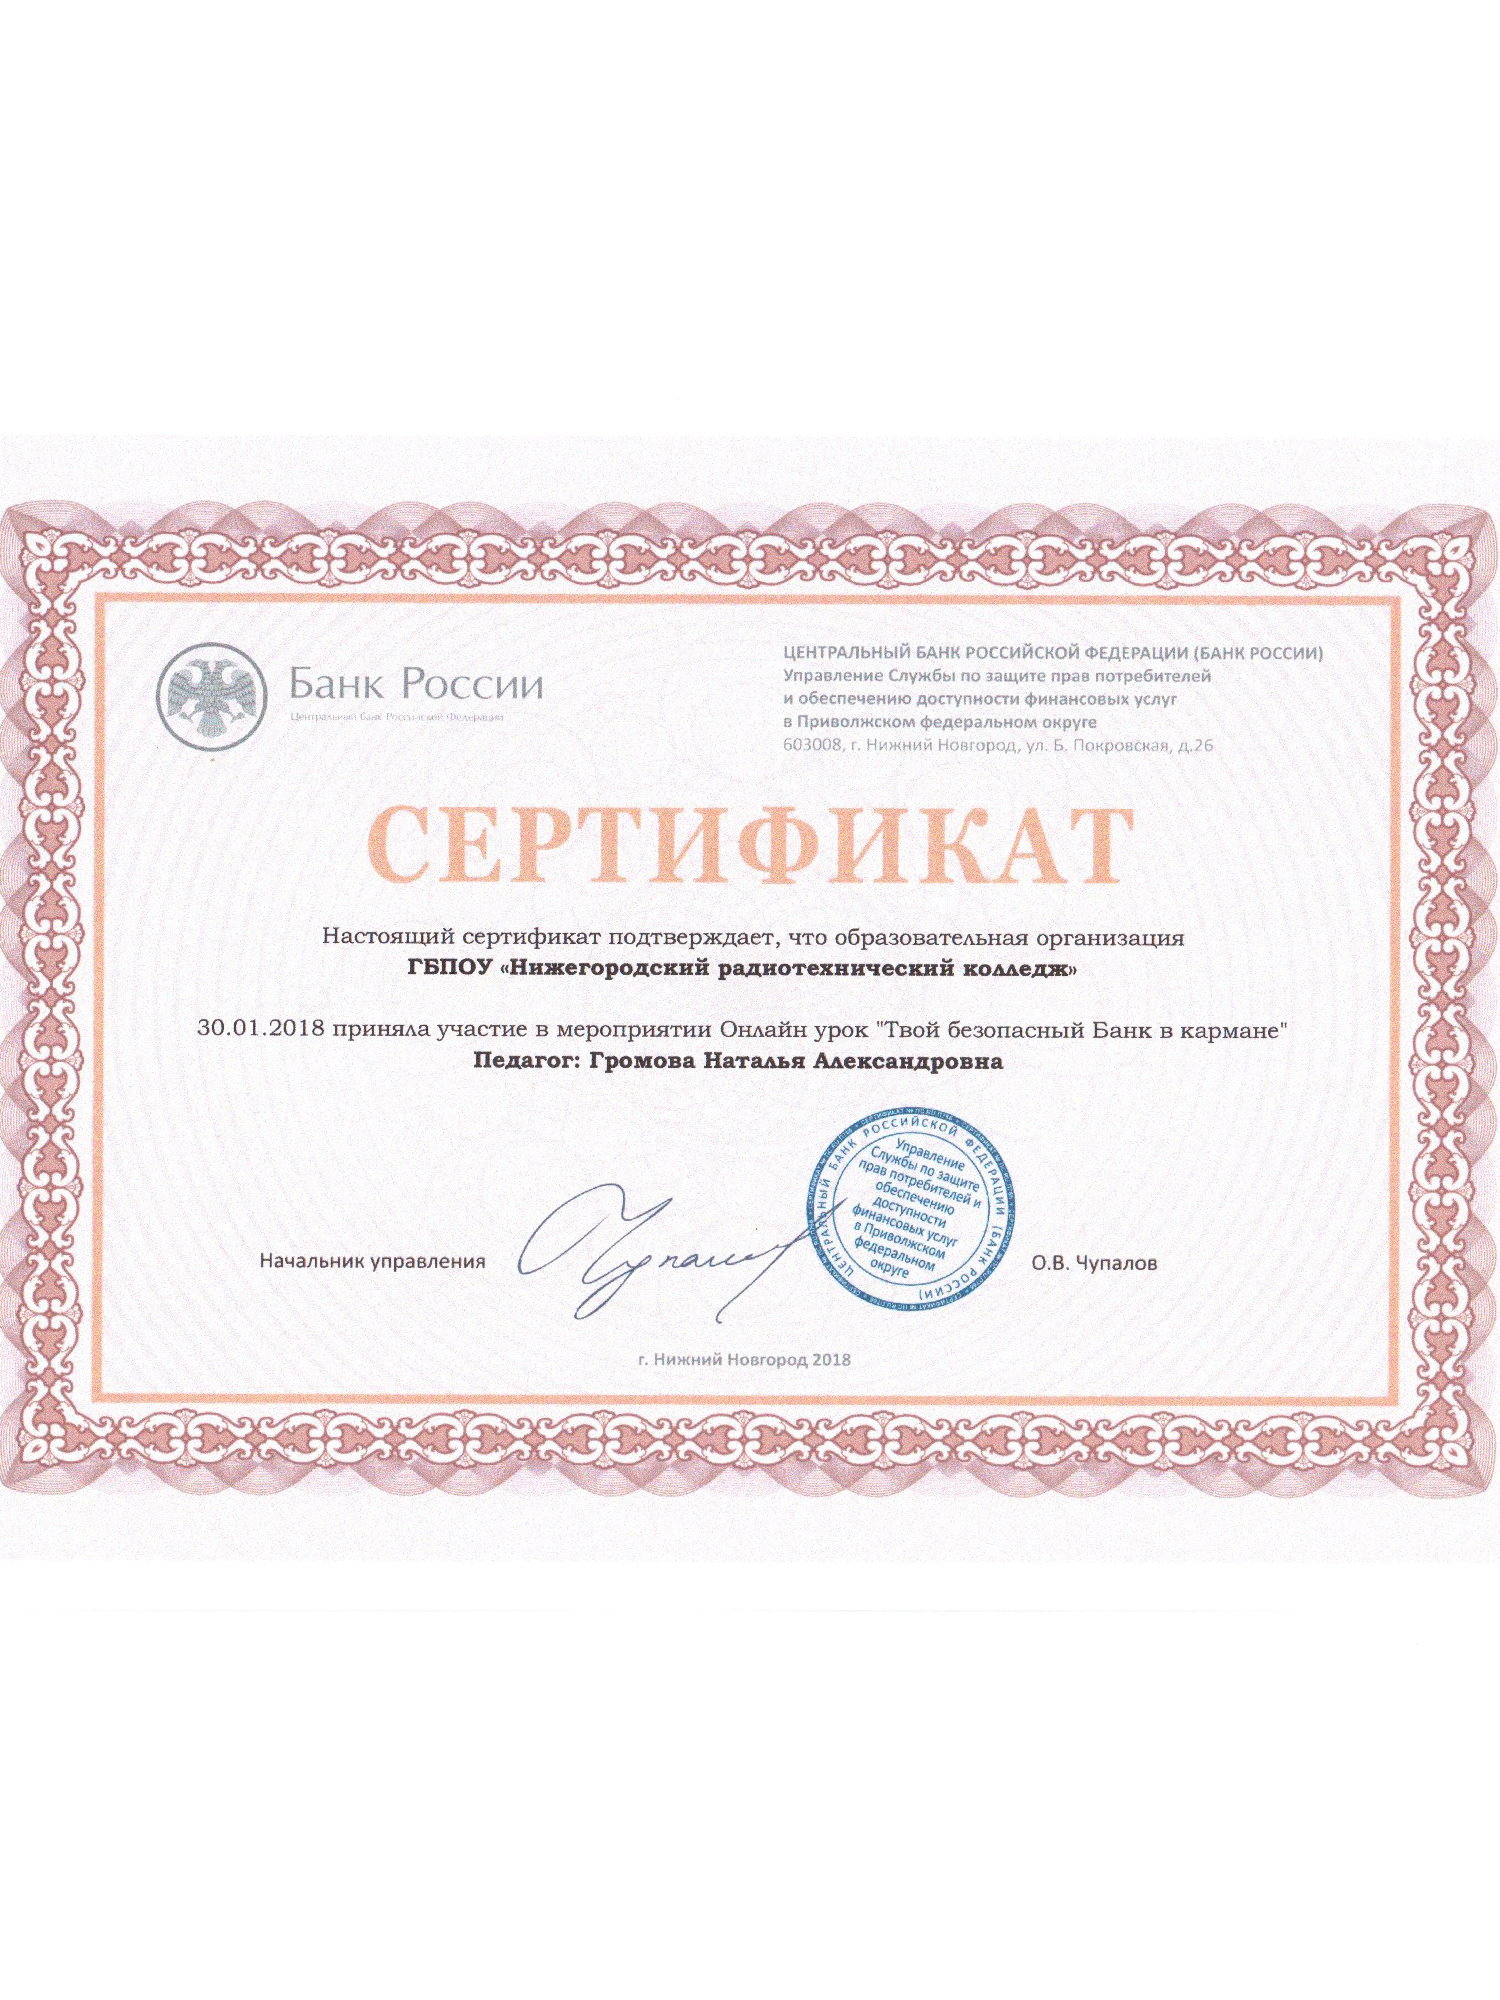 Банк России
Центральный банк Российской Федерации
ЦЕНТРАЛЬНЫЙ БАНК РОССИЙСКОЙ ФЕДЕРАЦИИ (БАНК РОССИИ)
Управление Службы по защите прав потребителей
и обеспечению доступности финансовых услуг
в Приволжском федеральном округе
603008, г. Нижний Новгород, ул. Б. Покровская, д.26
СЕРТИФИКАТ
Настоящий сертификат подтверждает, что образовательная организация
ГБПОУ «Нижегородский радиотехнический колледж»
30.01.2018 приняла участие в мероприятии Онлайн урок "Твой безопасный Банк в кармане"
Педагог: Громова Наталья Александровна
ЦЕНТРАЛЬНЫЙ БАНК РОССИЙСКОЙ ФЕДЕРАЦИИ (БАНК РОССИИ)
Управление
Службы по защите
прав потребителей и
обеспечению
доступности
финансовых услуг
в Приволжском
федеральном
округе
Начальник управления
О.В. Чупалов
г. Нижний Новгород 2018